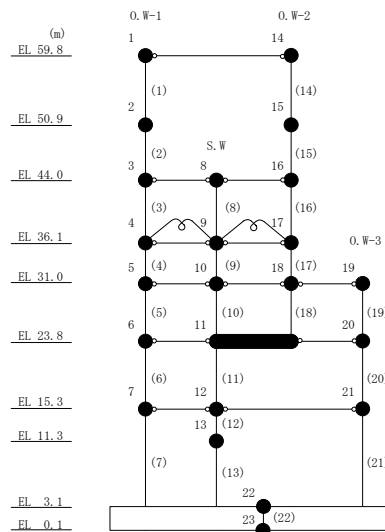 O.W-1 O.W-2
(m)
1 14
EL 59.8
(1) (14)
2 15
EL 50.9
(2) S.W (15)
3 8 16
EL 44.0
(3) (8) (16)
4 9 17
EL 36.1 O.W-3
5 (4) 10 (9) 18 (17) 19
EL 31.0
(5) (10) (18) (19)
6 11 20
EL 23.8
(6) (11) (20)
7 12 21
EL 15.3
13 (12)
EL 11.3
(7) (13) (21)
22
EL 3.1
23 (22)
EL 0.1